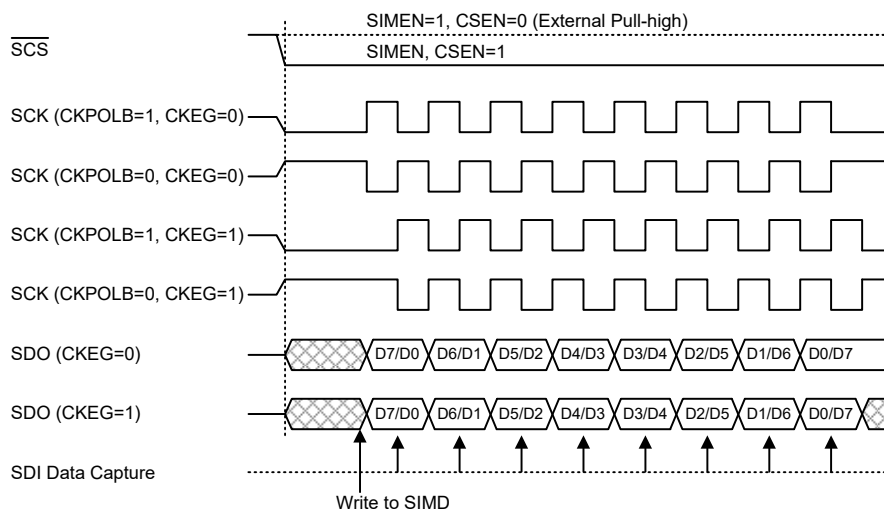 SIMEN=1, CSEN=0 (External Pull-high)
SCS
SIMEN, CSEN=1
SCK (CKPOLB=1, CKEG=0)
SCK (CKPOLB=0, CKEG=0)
SCK (CKPOLB=1, CKEG=1)
SCK (CKPOLB=0, CKEG=1)
SDO (CKEG=0) D7/D0 D6/D1 D5/D2 D4/D3 D3/D4 D2/D5 D1/D6 D0/D7
SDO (CKEG=1) D7/D0 D6/D1 D5/D2 D4/D3 D3/D4 D2/D5 D1/D6 D0/D7
SDI Data Capture
Write to SIMD